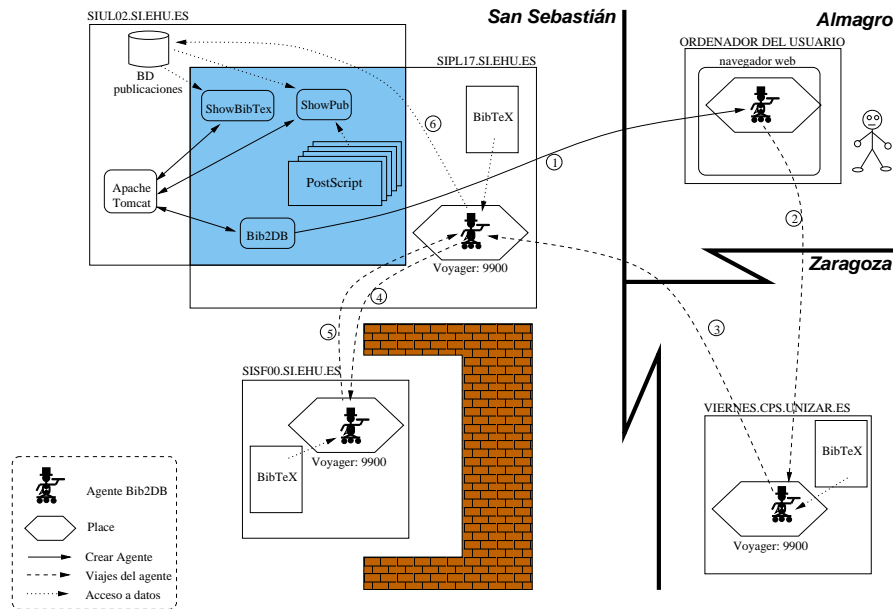 San Sebastián
Almagro
SIUL02.SI.EHU.ES
BD
publicaciones
SIPL17.SI.EHU.ES
ORDENADOR DEL USUARIO
navegador web
ShowBibTex
ShowPub
BibTeX
6
1
PostScript
Apache
Tomcat
Bib2DB
Voyager: 9900
2
Zaragoza
4
5
3
SISF00.SI.EHU.ES
BibTeX
Voyager: 9900
VIERNES.CPS.UNIZAR.ES
BibTeX
Voyager: 9900
Agente Bib2DB
Place
Crear Agente
Viajes del agente
Acceso a datos